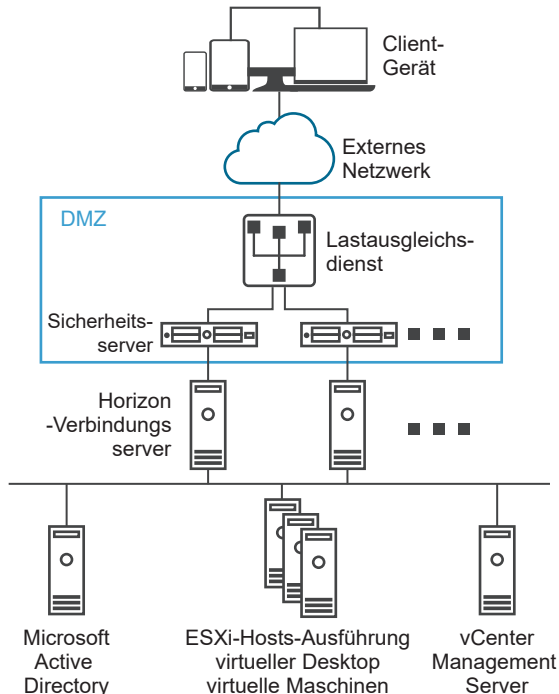 Client-
Gerät
Externes
Netzwerk
DMZ
Lastausgleichs-
dienst
Sicherheits-
server
Horizon
-Verbindungs
server
Microsoft
Active
Directory
ESXi-Hosts-Ausführung
virtueller Desktop
virtuelle Maschinen
vCenter
Management
Server